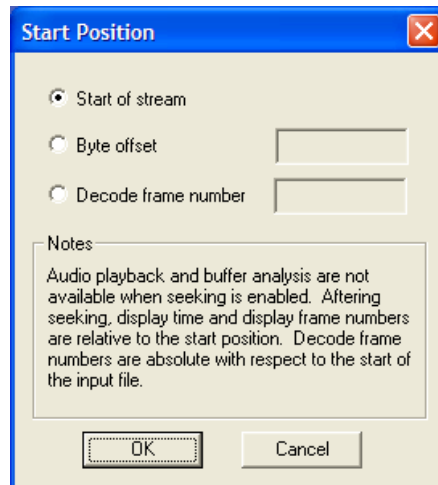 Start Position
Start of stream
Byte offset
Decode frame number
Notes
Audio playback and buffer analysis are not
available when seeking is enabled.  Aftering
seeking, display time and display frame numbers
are relative to the start position.  Decode frame
numbers are absolute with respect to the start of
the input file.
OK
Cancel